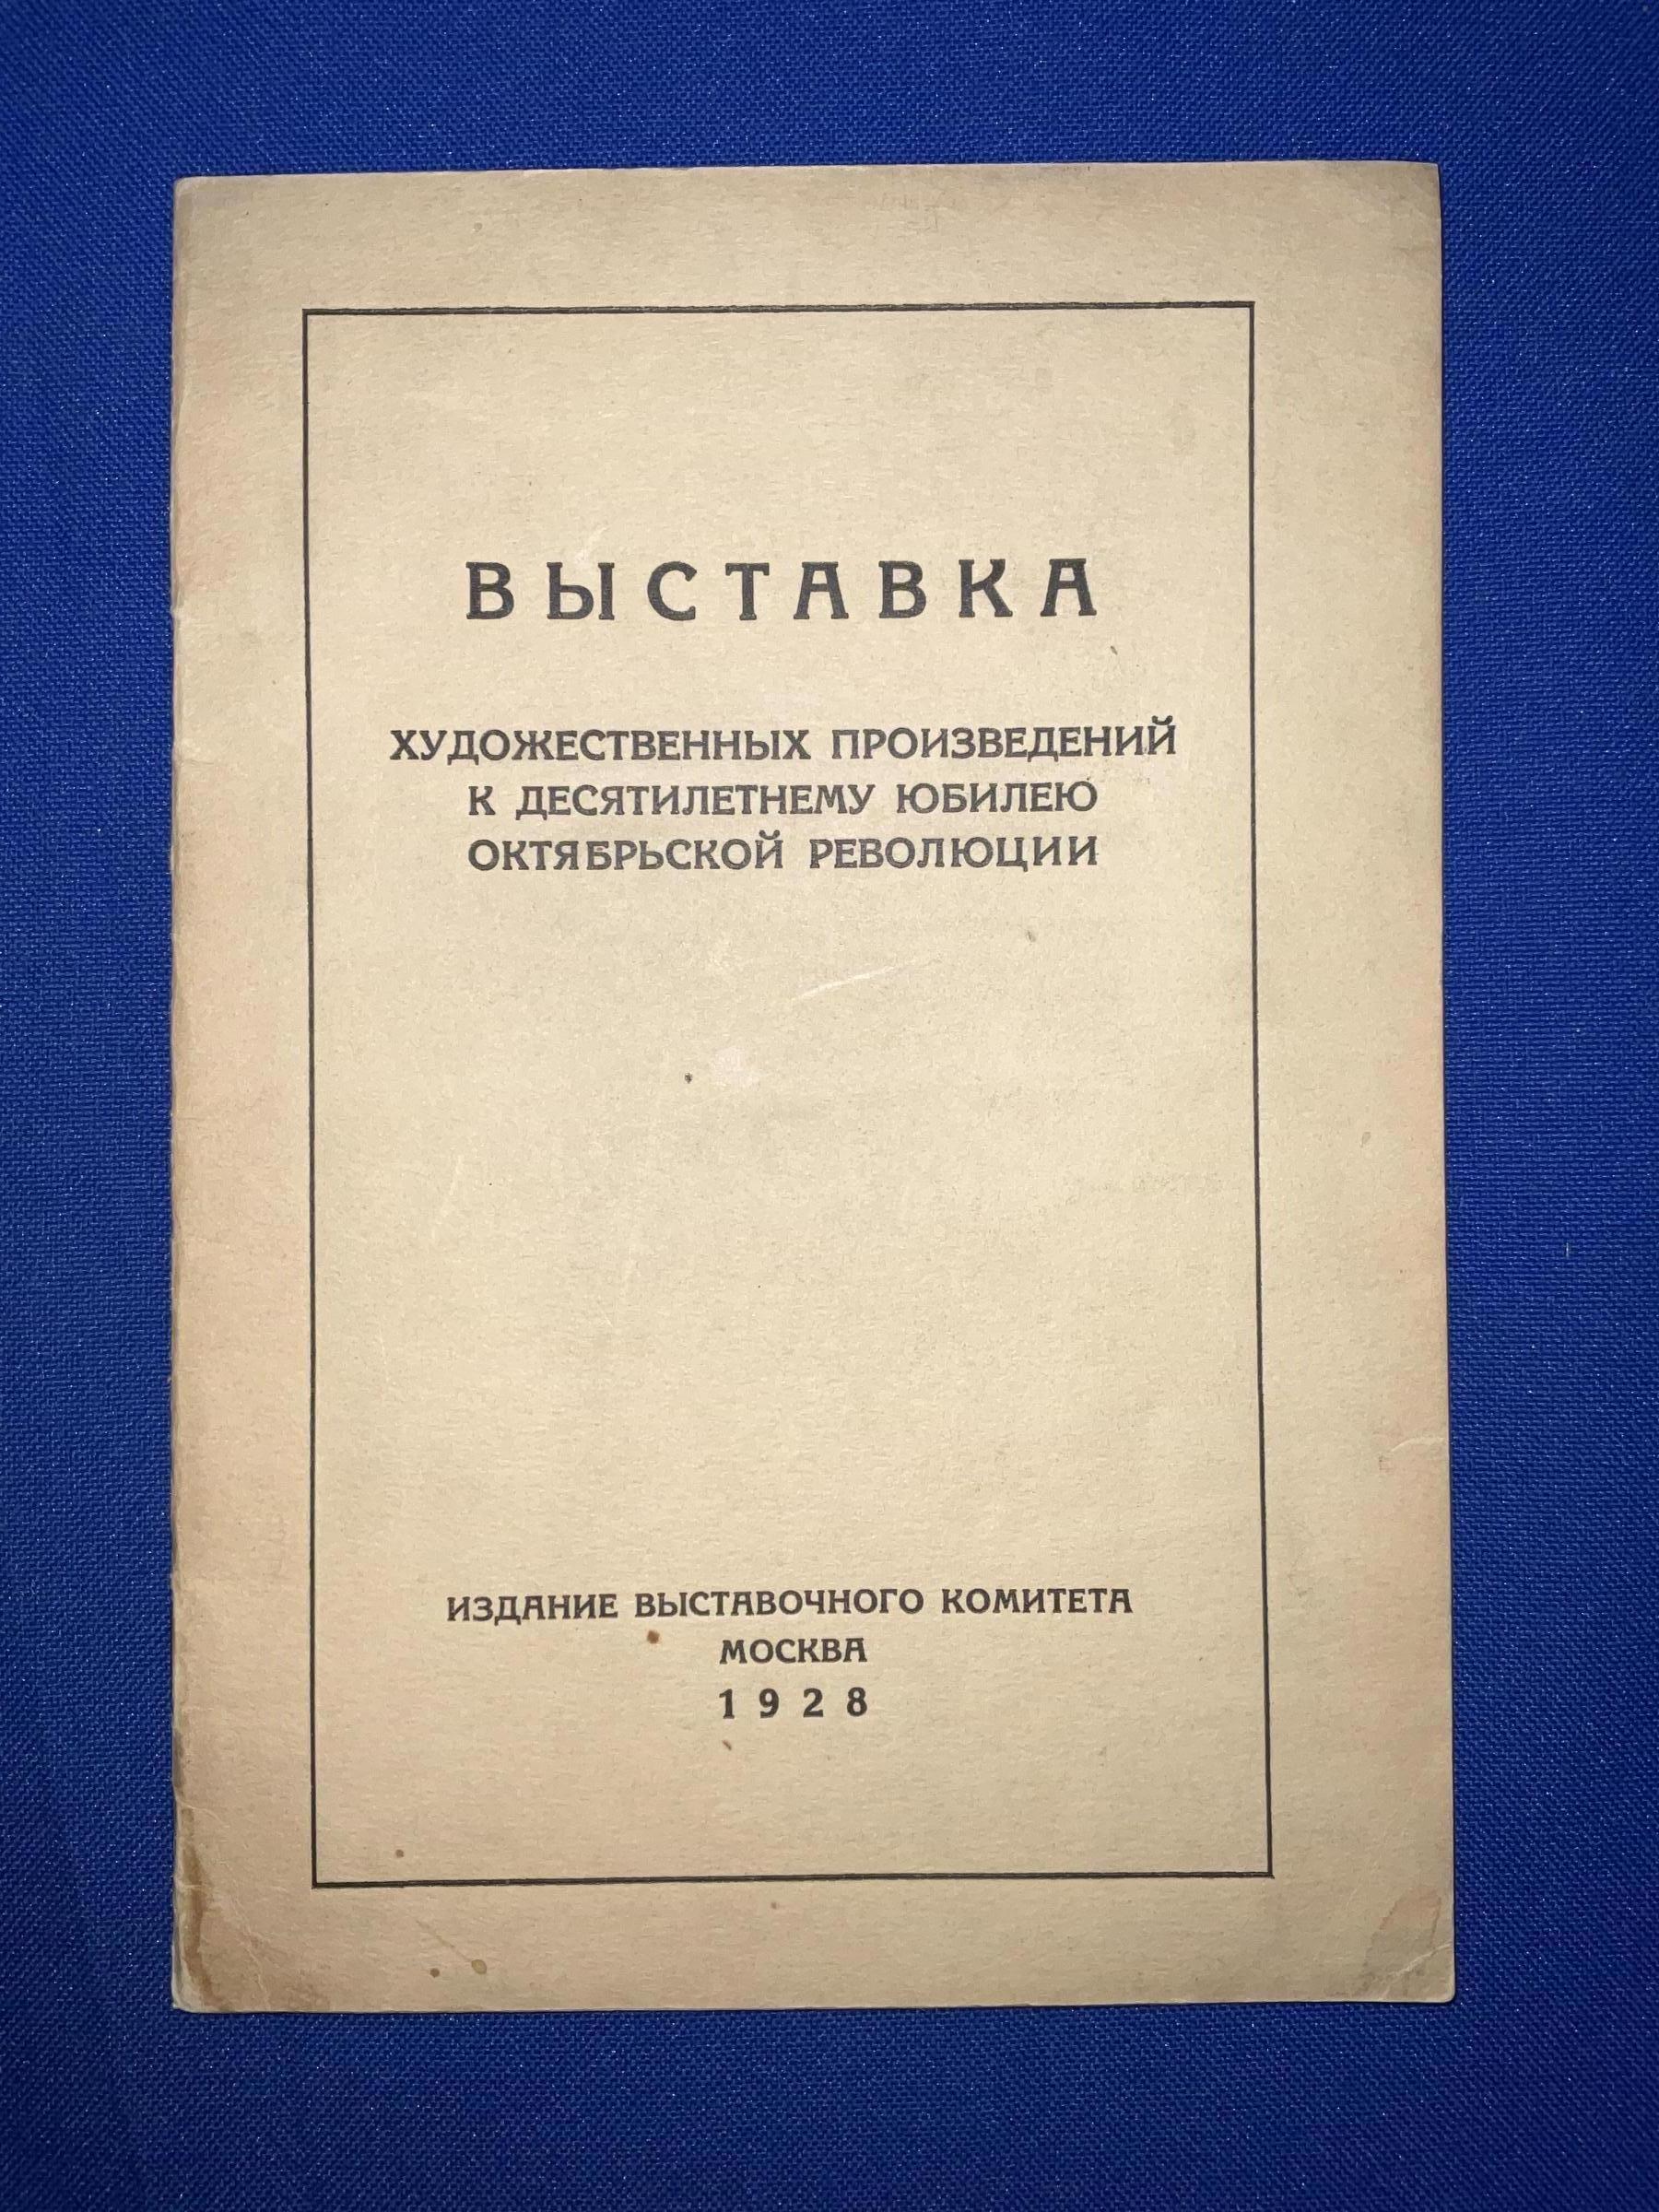 ВЫСТАВКА
ХУДОЖЕСТВЕННЫХ ПРОИЗВЕДЕНИЙ
К ДЕСЯТИЛЕТНЕМУ ЮБИЛЕЮ
ОКТЯБРЬСКОЙ РЕВОЛЮЦИИ
ИЗДАНИЕ ВЫСТАВОЧНОГО КОМИТЕТА
МОСКВА
1928